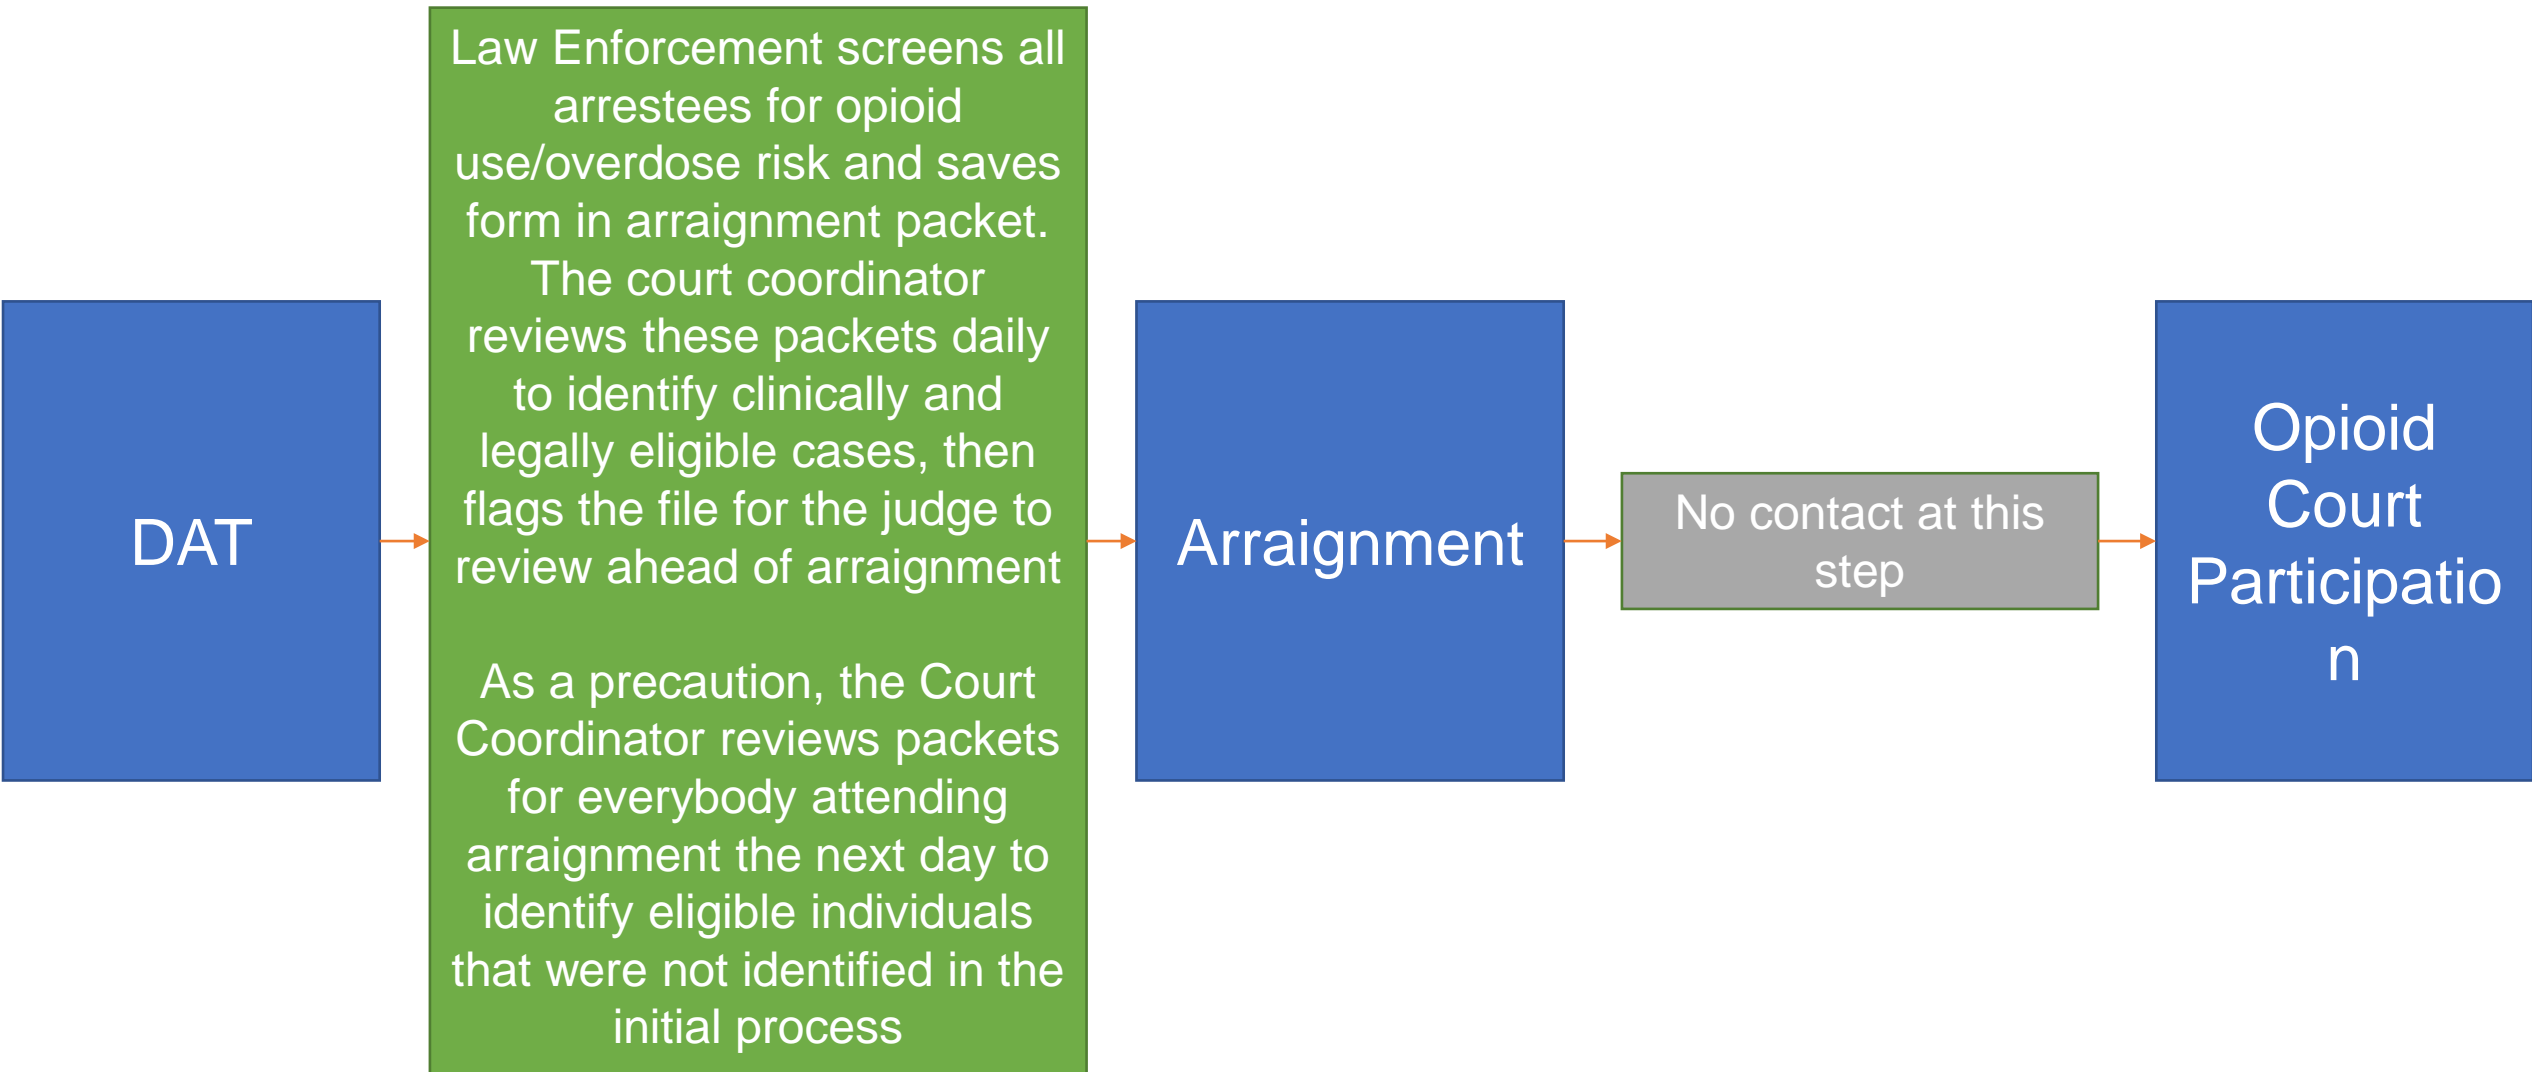 DAT
Law Enforcement screens all
arrestees for opioid
use/overdose risk and saves
form in arraignment packet.
The court coordinator
reviews these packets daily
to identify clinically and
legally eligible cases, then
flags the file for the judge to
review ahead of arraignment
As a precaution, the Court
Coordinator reviews packets
for everybody attending
arraignment the next day to
identify eligible individuals
that were not identified in the
initial process
Arraignment
No contact at this
step
Opioid
Court
Participatio
n